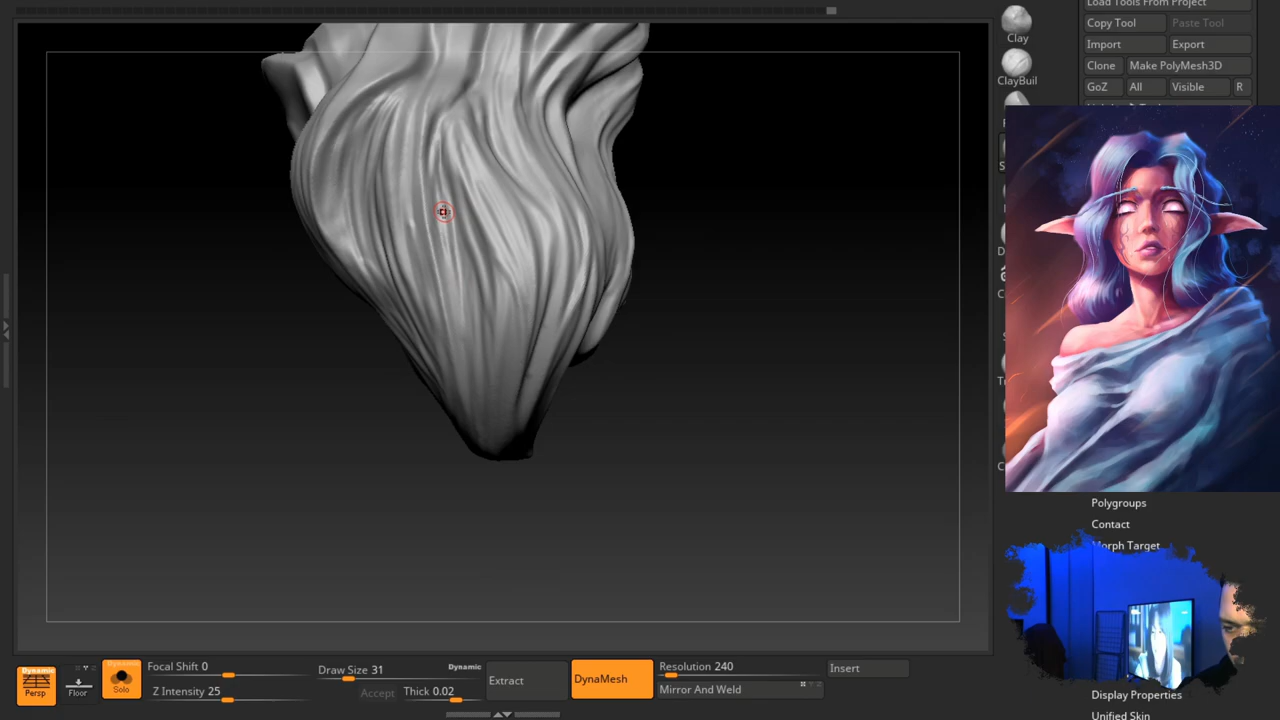 Load Tools From Project
Copy Tool
Paste Tool
Import
Export
Clone
Make PolyMesh3D
GoZ
All
Visible
R
Clay
ClayBuil
Polygroups
Contact
Morph Target
Display Properties
Unified Skin
Dynamic
Persp
Floor
Dynamic
Solo
Focal Shift 0
Z Intensity 25
Draw Size 31
Dynamic
Accept
Thick 0.02
Extract
DynaMesh
Resolution 240
Mirror And Weld
Insert